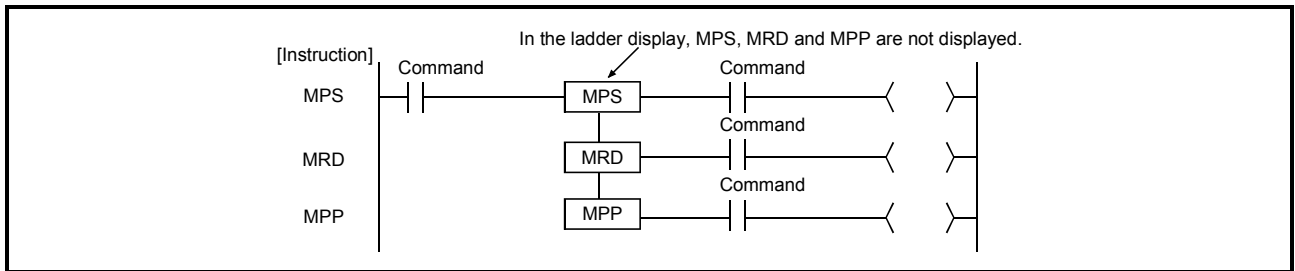 In the ladder display, MPS, MRD and MPP are not displayed.
[Instruction]
Command
Command
MPS
MPS
Command
MRD
MRD
Command
MPP
MPP